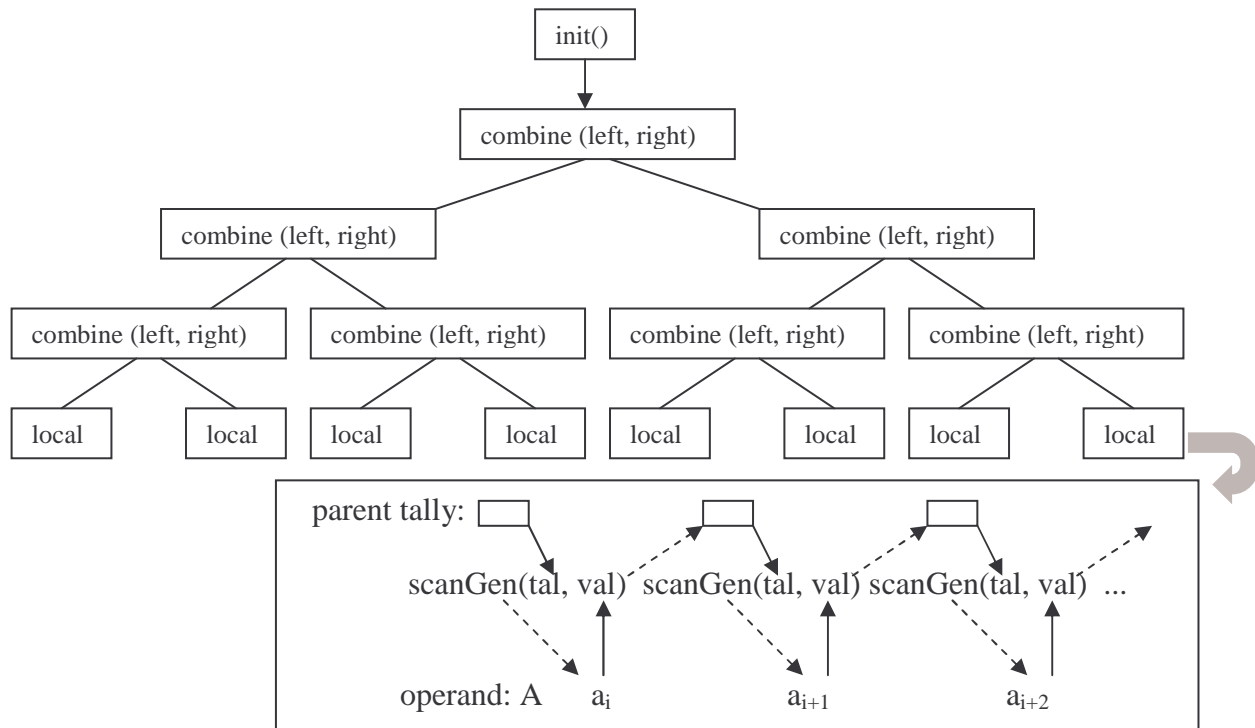 init()
combine (left, right)
combine (left, right) combine (left, right)
combine (left, right) combine (left, right) combine (left, right) combine (left, right)
local local local local local local local local
parent tally:
scanGen(tal, val) scanGen(tal, val) scanGen(tal, val) ...
operand: A aᵢ aᵢ₊₁ aᵢ₊₂